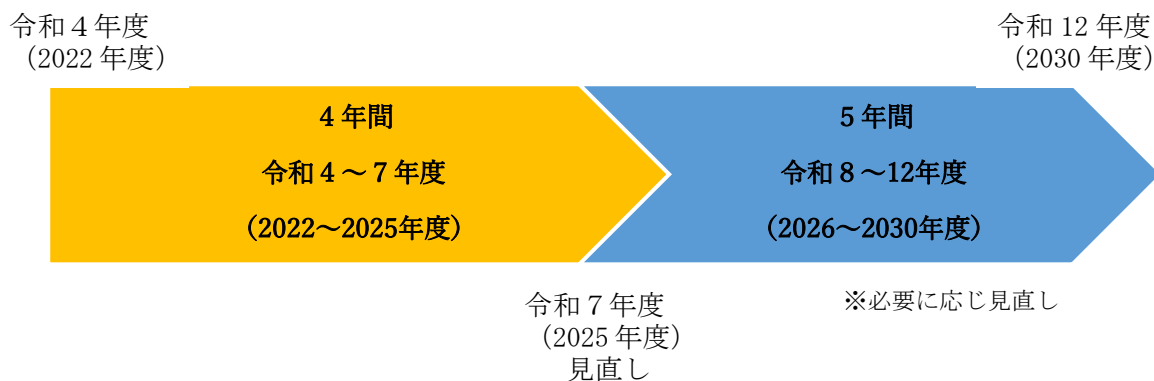 令和４年度
（2022 年度）
令和 12 年度
（2030 年度）
４年間
令和４～７年度
（2022～2025年度）
５年間
令和８～12年度
（2026～2030年度）
令和７年度
（2025 年度）
見直し
※必要に応じ見直し